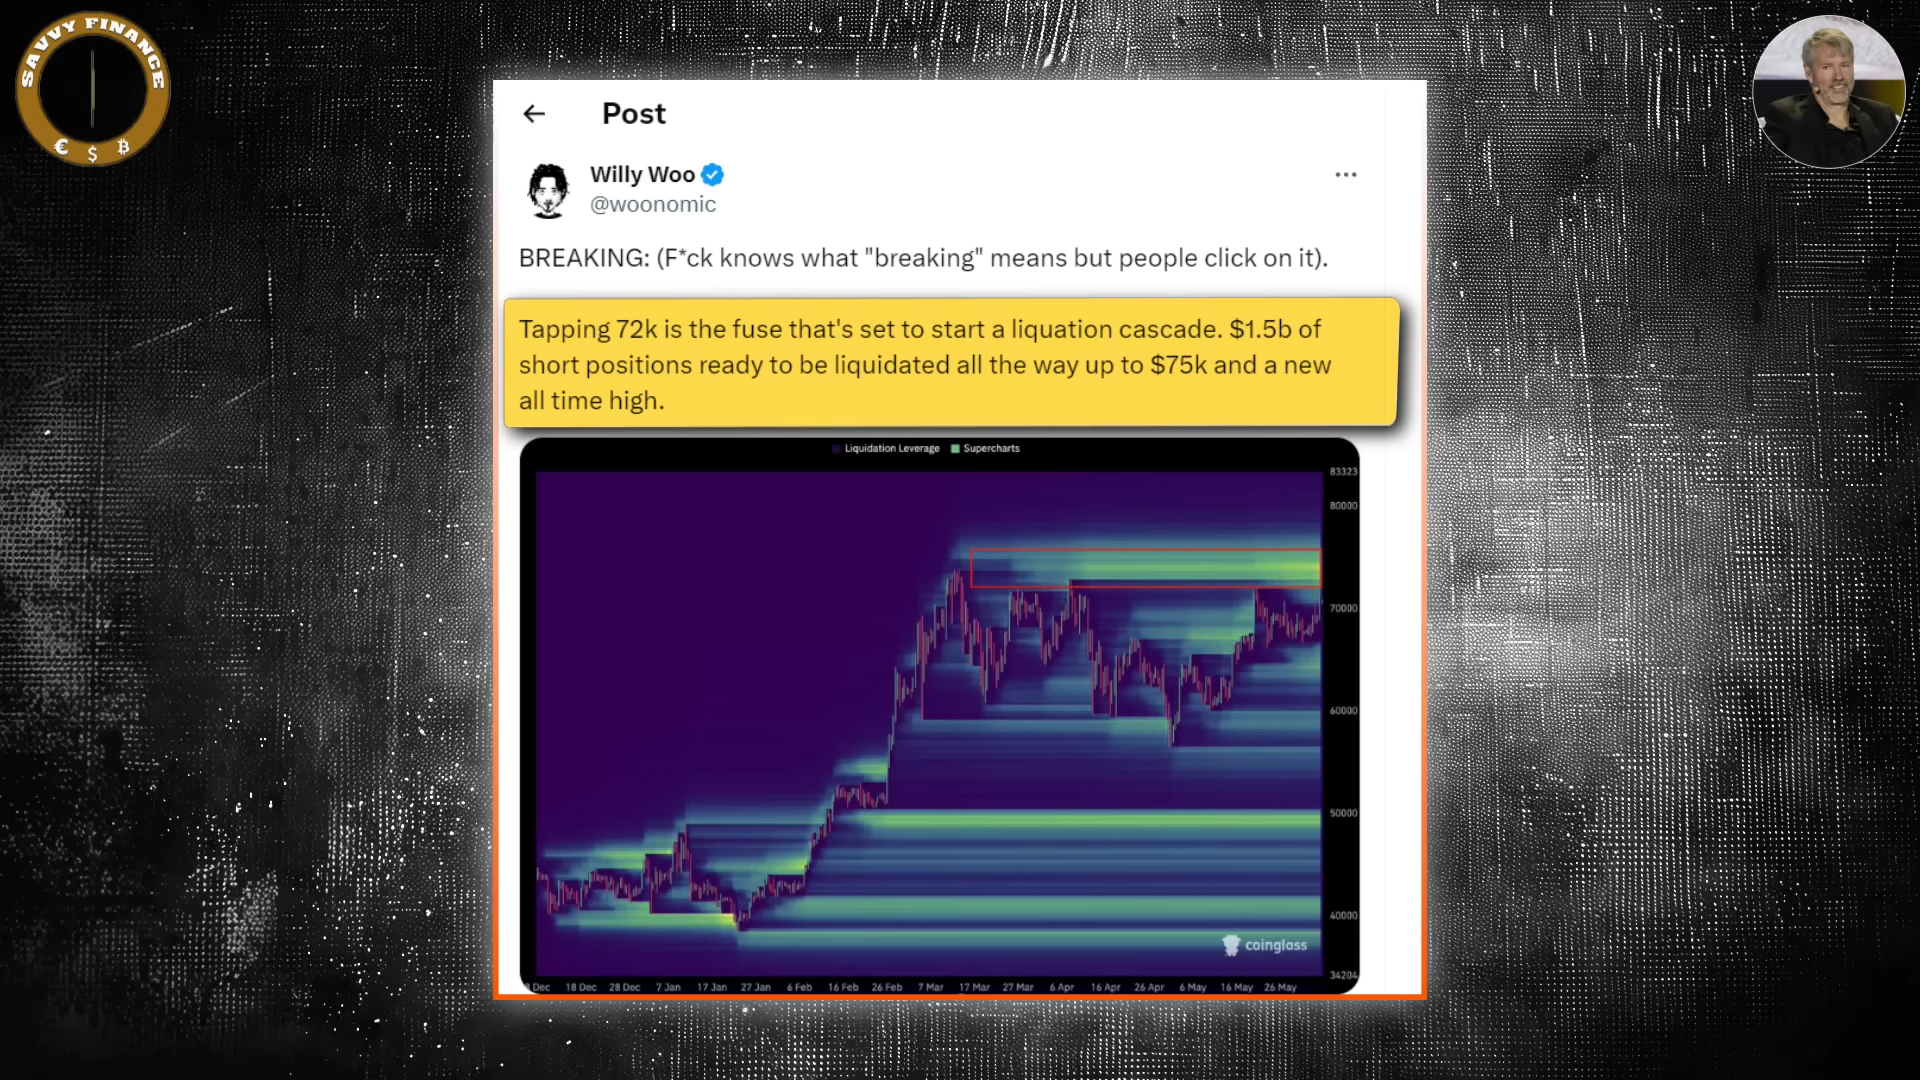 SAVVY FINANCE
€ $ ₿
Post
Willy Woo
@woonomic
BREAKING: (F*ck knows what "breaking" means but people click on it).
Tapping 72k is the fuse that's set to start a liquation cascade. $1.5b of
short positions ready to be liquidated all the way up to $75k and a new
all time high.
Liquidation Leverage Supercharts
83323
80000
70000
60000
50000
40000
34204
coinglass
Dec 18 Dec 28 Dec 7 Jan 17 Jan 27 Jan 6 Feb 16 Feb 26 Feb 7 Mar 17 Mar 27 Mar 6 Apr 16 Apr 26 Apr 6 May 16 May 26 May